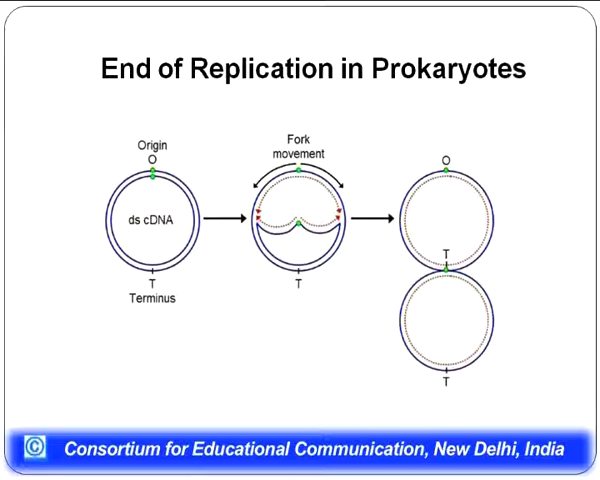 End of Replication in Prokaryotes
Origin
O
ds cDNA
T
Terminus
Fork
movement
T
O
T
T
© Consortium for Educational Communication, New Delhi, India